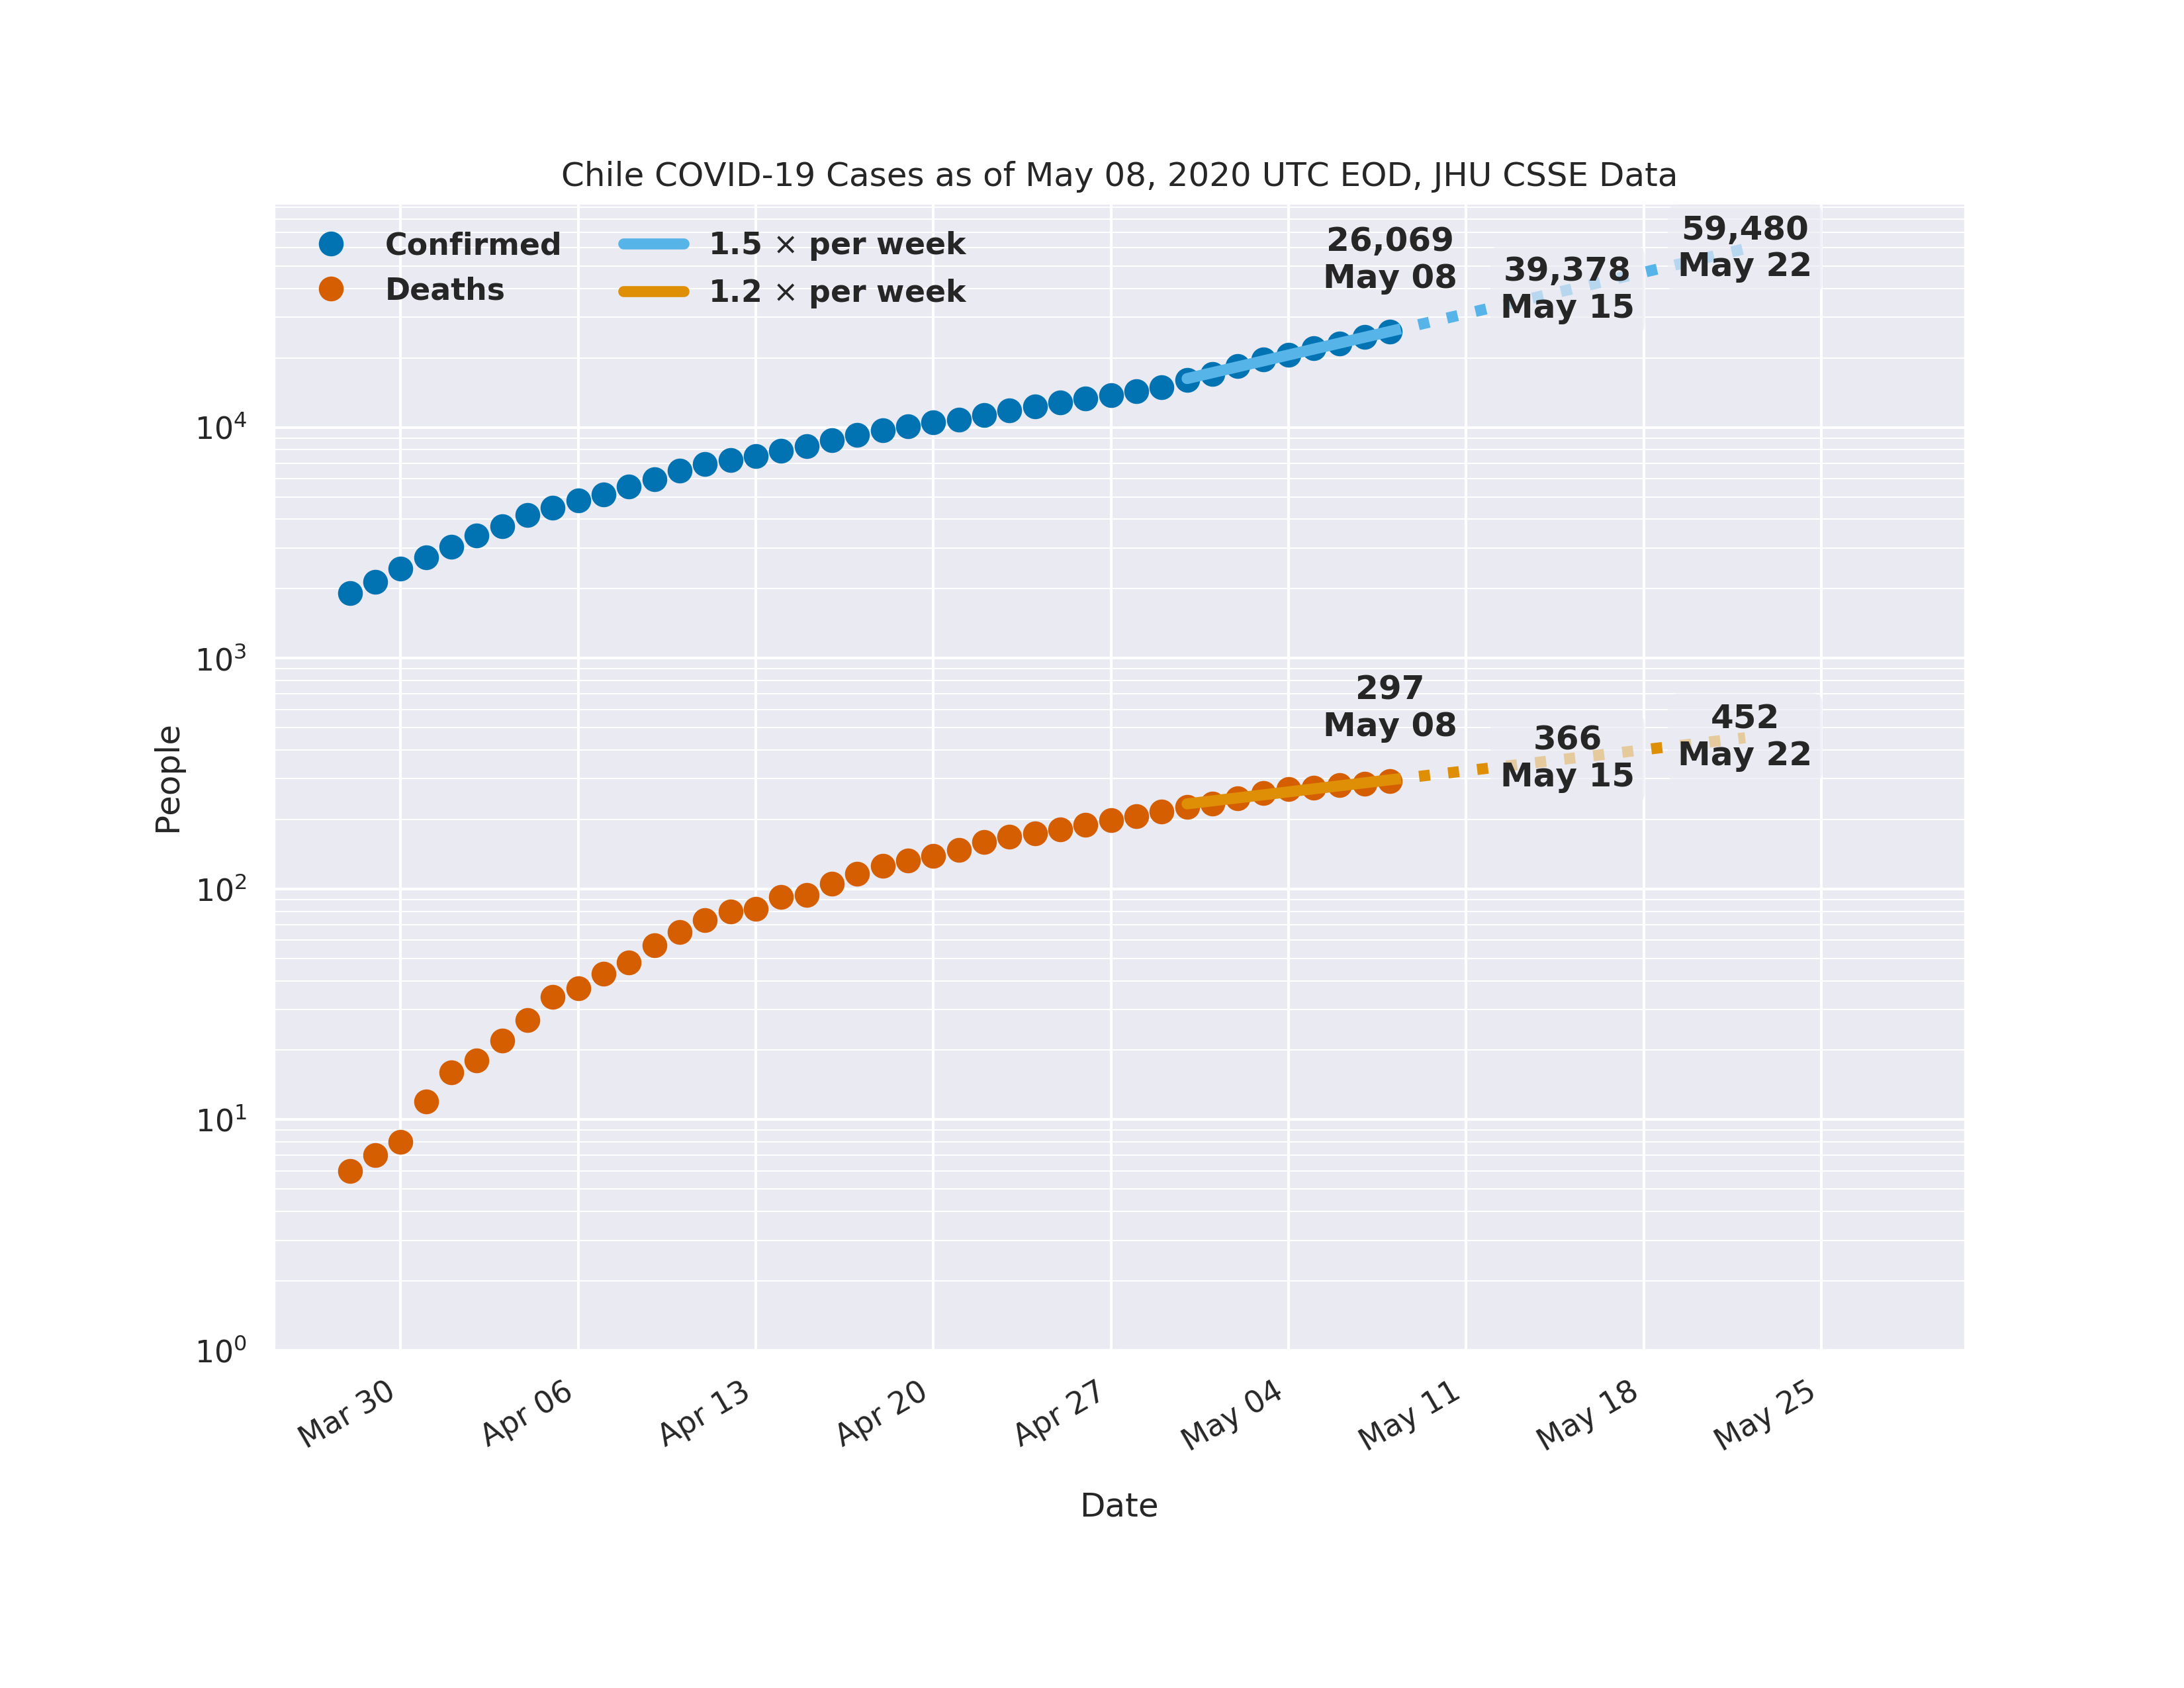 Chile COVID-19 Cases as of May 08, 2020 UTC EOD, JHU CSSE Data
Confirmed
Deaths
1.5 × per week
1.2 × per week
26,069
May 08
39,378
May 15
59,480
May 22
297
May 08
366
May 15
452
May 22
People
10⁴
10³
10²
10¹
10⁰
Mar 30
Apr 06
Apr 13
Apr 20
Apr 27
May 04
May 11
May 18
May 25
Date